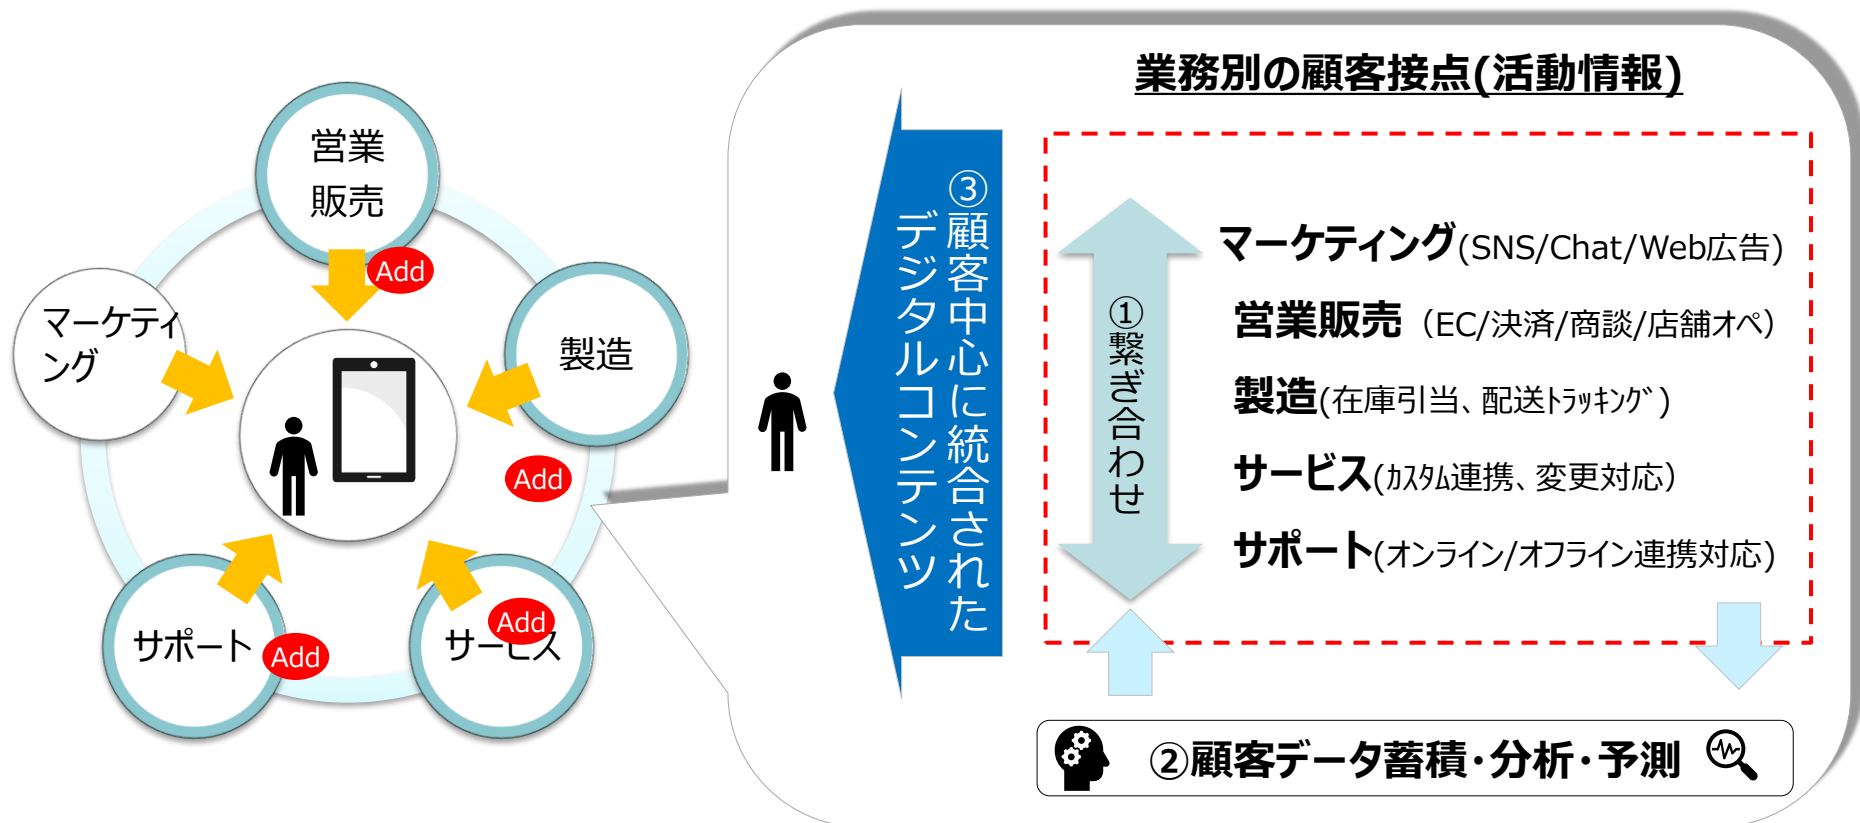 営業
販売
Add
マーケティ
ング
製造
Add
サポート
Add
サービス
Add
業務別の顧客接点(活動情報)
③顧客中心に統合された
デジタルコンテンツ
①繋ぎ合わせ
マーケティング(SNS/Chat/Web広告)
営業販売（EC/決済/商談/店舗オペ）
製造(在庫引当、配送ﾄﾗｯｷﾝｸﾞ)
サービス(ｶｽﾀﾑ連携、変更対応）
サポート(オンライン/オフライン連携対応)
②顧客データ蓄積・分析・予測